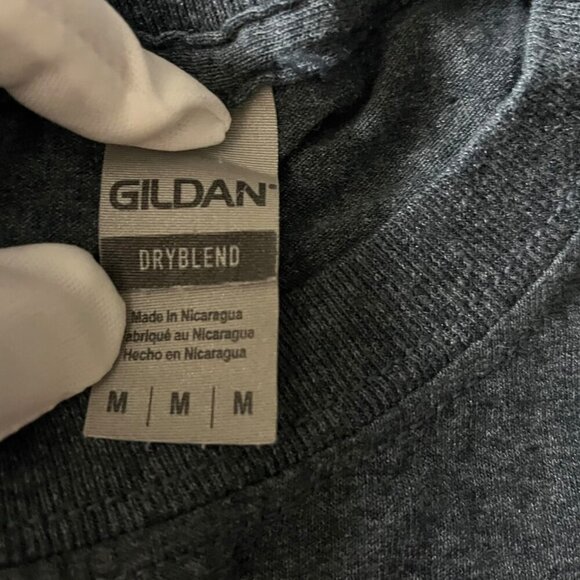 GILDAN
DRYBLEND
Made In Nicaragua
abriqué au Nicaragua
Hecho en Nicaragua
M | M | M